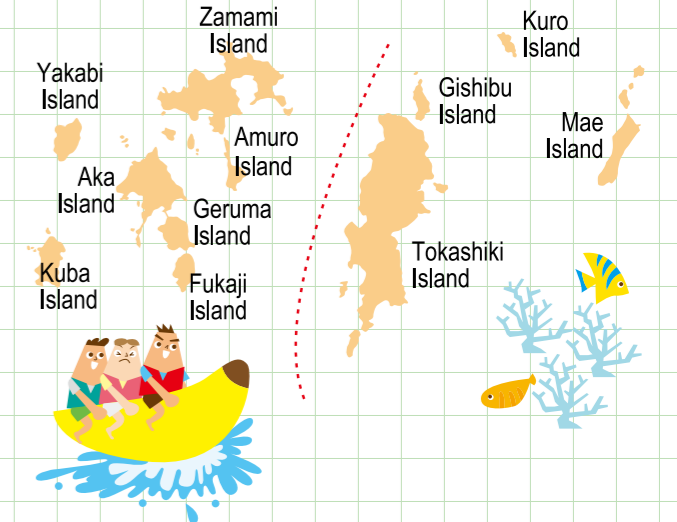 Zamami
Island
Kuro
Island
Yakabi
Island
Gishibu
Island
Mae
Island
Amuro
Island
Aka
Island
Geruma
Island
Tokashiki
Island
Kuba
Island
Fukaji
Island